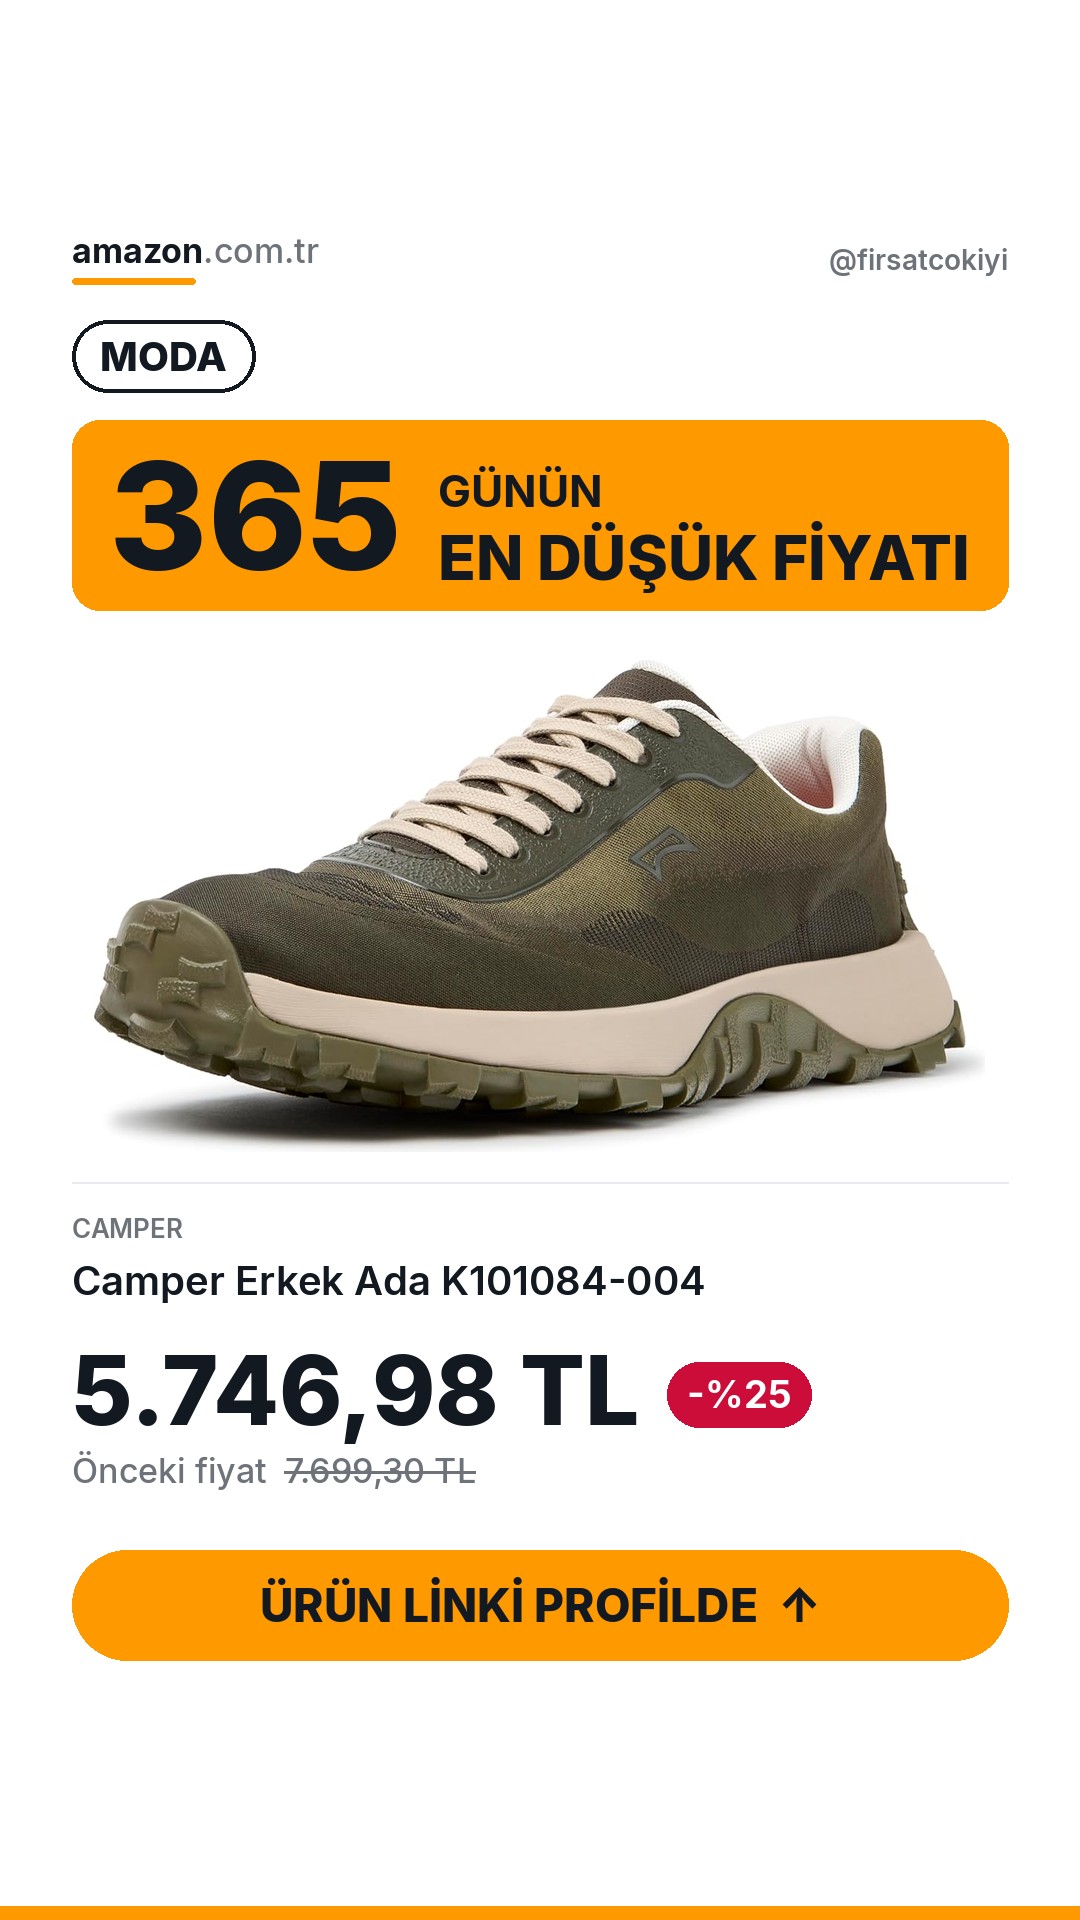 amazon.com.tr
@firsatcokiyi
MODA
365
GÜNÜN
EN DÜŞÜK FİYATI
CAMPER
Camper Erkek Ada K101084-004
5.746,98 TL
-%25
Önceki fiyat 7.699,30 TL
ÜRÜN LİNKİ PROFİLDE ↑